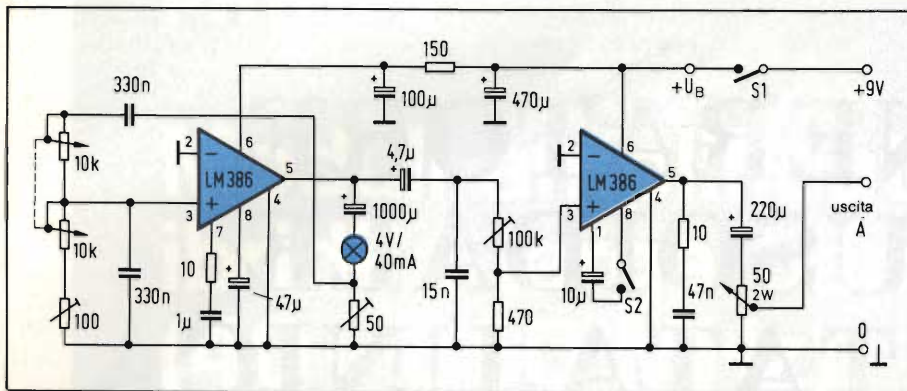 150
330n
100µ
470µ
+U_B
S1
+9V
10k
2
6
LM386
5
3
4
7
8
4,7µ
1000µ
4V/
40mA
2
6
LM386
5
3
4
1
8
10k
100
330n
10
1µ
47µ
50
15n
100k
470
10µ
S2
10
47n
220µ
50
2W
uscita
A
0